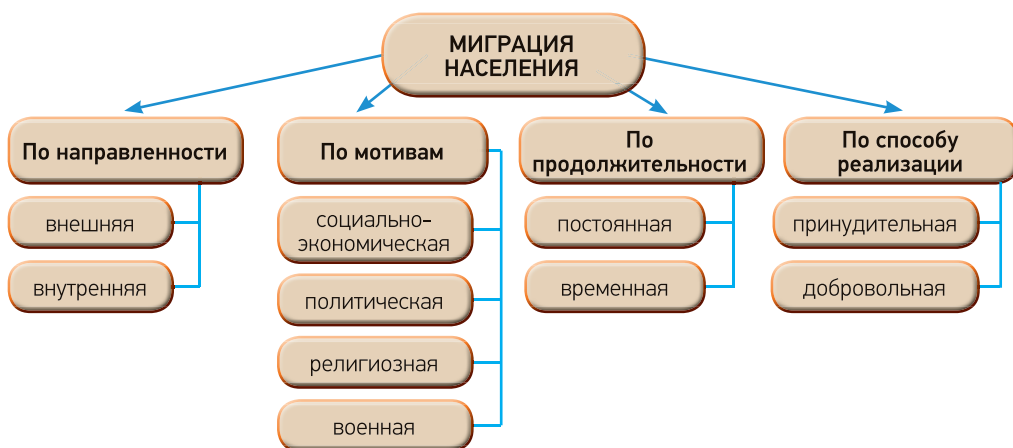 МИГРАЦИЯ
НАСЕЛЕНИЯ
По направленности
внешняя
внутренняя
По мотивам
социально-
экономическая
политическая
религиозная
военная
По
продолжительности
постоянная
временная
По способу
реализации
принудительная
добровольная